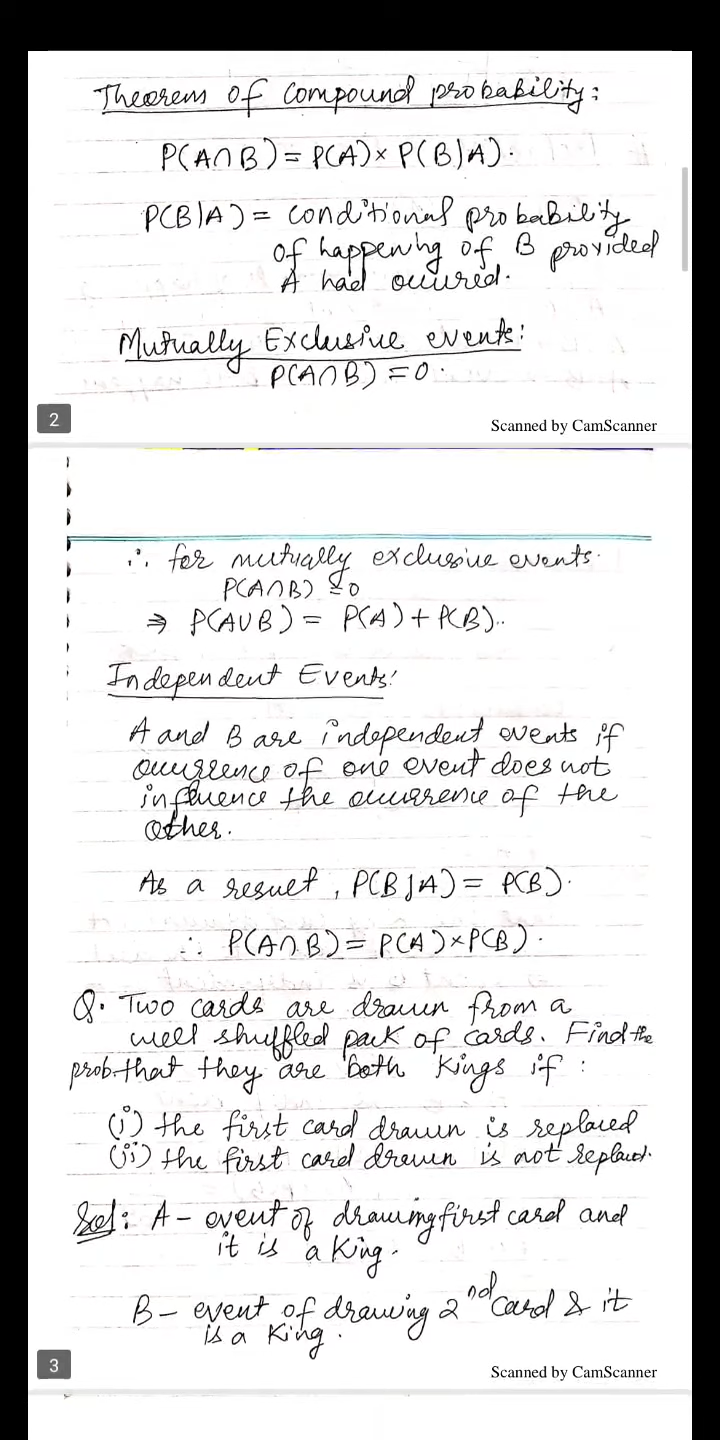 Theorem of compound probability:
P(A∩B) = P(A) × P(B|A).
P(B|A) = conditional probability
of happening of B provided
A had occured.
Mutually Exclusive events:
P(A∩B) = 0.
2
Scanned by CamScanner
∴ for mutually exclusive events.
P(A∩B) = 0
⇒ P(A∪B) = P(A) + P(B)..
Independent Events:
A and B are independent events if
occurrence of one event does not
influence the occurrence of the
other.
As a result, P(B|A) = P(B).
∴ P(A∩B) = P(A) × P(B).
Q. Two cards are drawn from a
well shuffled pack of cards. Find the
prob. that they are both kings if :
(i) the first card drawn is replaced
(ii) the first card drawn is not replaced.
Sol: A - event of drawing first card and
it is a King.
B - event of drawing 2nd card & it
is a King.
3
Scanned by CamScanner